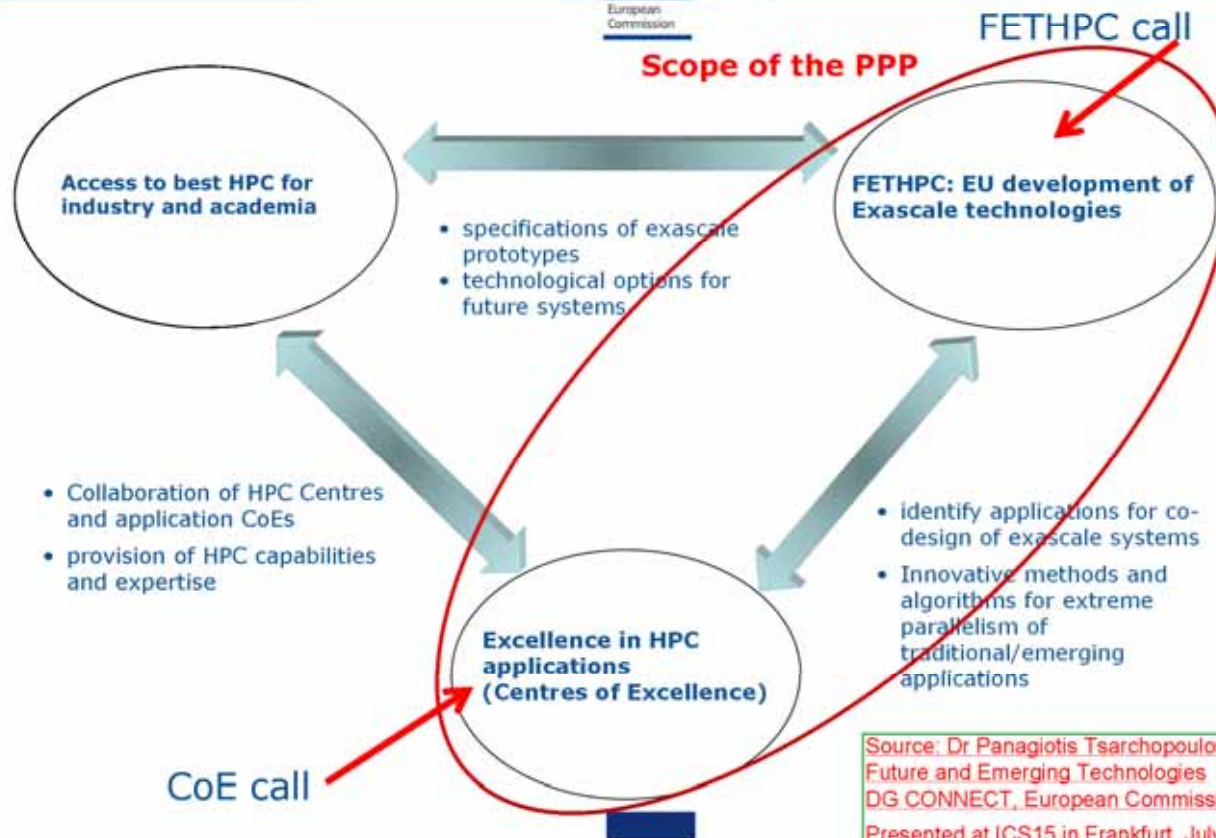 European
Commission
FETHPC call
Scope of the PPP
Access to best HPC for
industry and academia
FETHPC: EU development of
Exascale technologies
• specifications of exascale
prototypes
• technological options for
future systems
• Collaboration of HPC Centres
and application CoEs
• provision of HPC capabilities
and expertise
• identify applications for co-
design of exascale systems
• Innovative methods and
algorithms for extreme
parallelism of
traditional/emerging
applications
Excellence in HPC
applications
(Centres of Excellence)
CoE call
Source: Dr Panagiotis Tsarchopoulo
Future and Emerging Technologies
DG CONNECT, European Commiss
Presented at ICS15 in Frankfurt, July